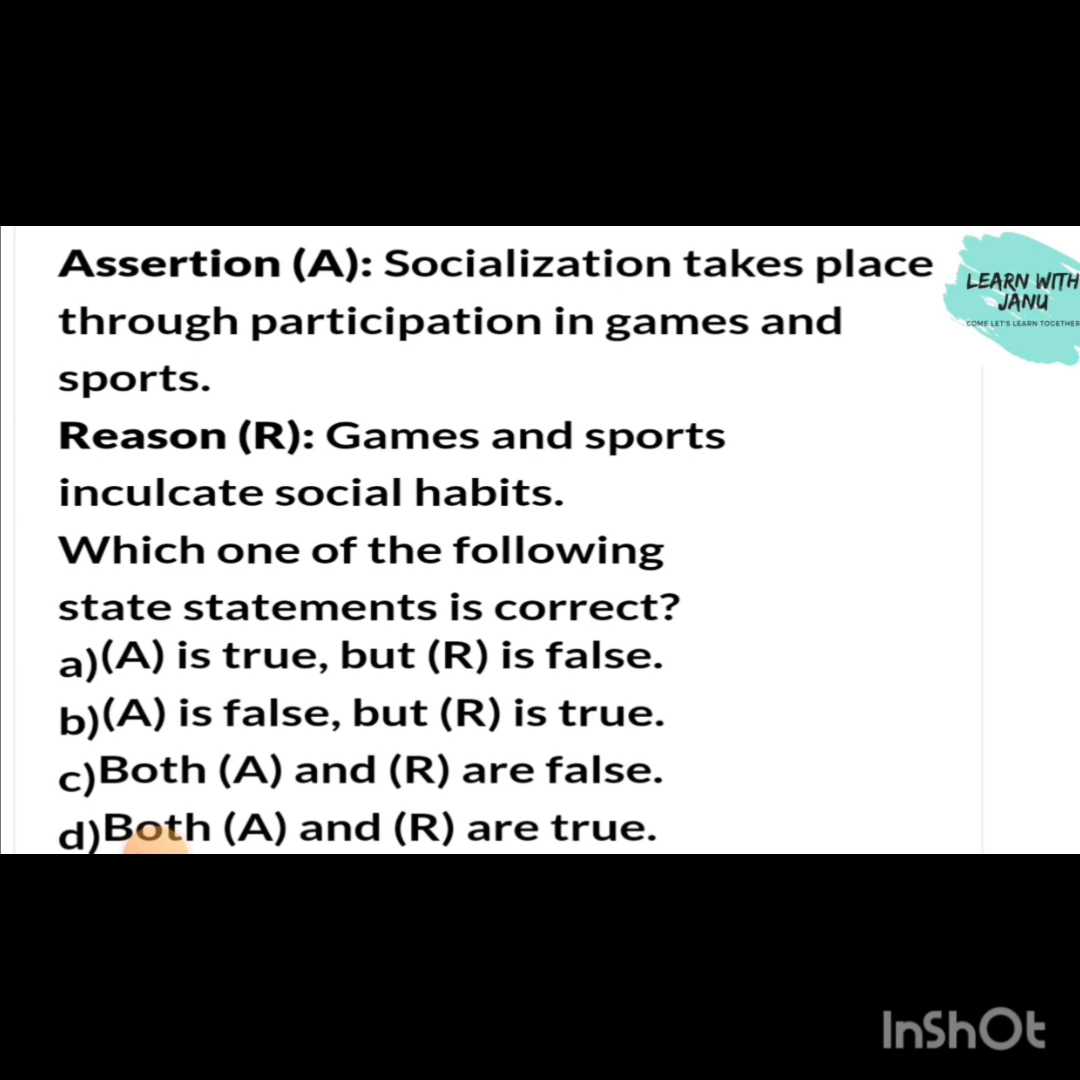 Assertion (A): Socialization takes place
through participation in games and
sports.
Reason (R): Games and sports
inculcate social habits.
Which one of the following
state statements is correct?
a)(A) is true, but (R) is false.
b)(A) is false, but (R) is true.
c)Both (A) and (R) are false.
d)Both (A) and (R) are true.
LEARN WITH
JANU
COME LET'S LEARN TOGETHER
InShOt